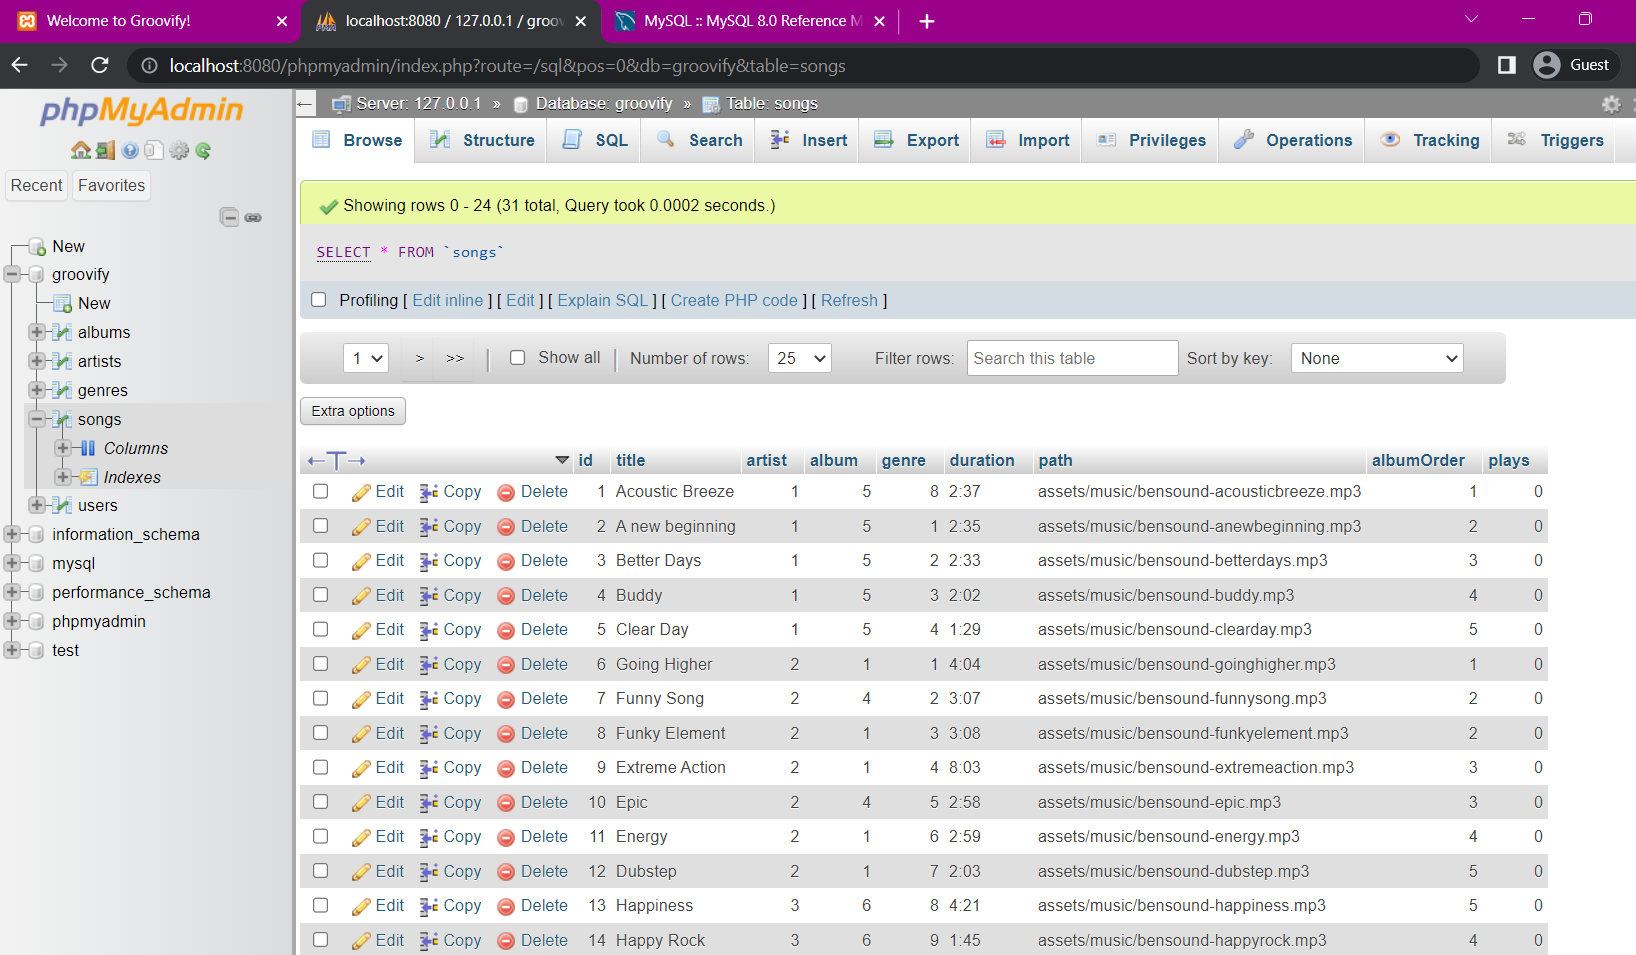 Welcome to Groovify!
localhost:8080 / 127.0.0.1 / groov
MySQL :: MySQL 8.0 Reference M
localhost:8080/phpmyadmin/index.php?route=/sql&pos=0&db=groovify&table=songs
Guest
phpMyAdmin
Recent Favorites
New
groovify
New
albums
artists
genres
songs
Columns
Indexes
users
information_schema
mysql
performance_schema
phpmyadmin
test
Server: 127.0.0.1 » Database: groovify » Table: songs
Browse Structure SQL Search Insert Export Import Privileges Operations Tracking Triggers
Showing rows 0 - 24 (31 total, Query took 0.0002 seconds.)
SELECT * FROM `songs`
Profiling [ Edit inline ] [ Edit ] [ Explain SQL ] [ Create PHP code ] [ Refresh ]
1 > >> | Show all | Number of rows: 25 Filter rows: Search this table Sort by key: None
Extra options
id title artist album genre duration path albumOrder plays
Edit Copy Delete 1 Acoustic Breeze 1 5 8 2:37 assets/music/bensound-acousticbreeze.mp3 1 0
Edit Copy Delete 2 A new beginning 1 5 1 2:35 assets/music/bensound-anewbeginning.mp3 2 0
Edit Copy Delete 3 Better Days 1 5 2 2:33 assets/music/bensound-betterdays.mp3 3 0
Edit Copy Delete 4 Buddy 1 5 3 2:02 assets/music/bensound-buddy.mp3 4 0
Edit Copy Delete 5 Clear Day 1 5 4 1:29 assets/music/bensound-clearday.mp3 5 0
Edit Copy Delete 6 Going Higher 2 1 1 4:04 assets/music/bensound-goinghigher.mp3 1 0
Edit Copy Delete 7 Funny Song 2 4 2 3:07 assets/music/bensound-funnysong.mp3 2 0
Edit Copy Delete 8 Funky Element 2 1 3 3:08 assets/music/bensound-funkyelement.mp3 2 0
Edit Copy Delete 9 Extreme Action 2 1 4 8:03 assets/music/bensound-extremeaction.mp3 3 0
Edit Copy Delete 10 Epic 2 4 5 2:58 assets/music/bensound-epic.mp3 3 0
Edit Copy Delete 11 Energy 2 1 6 2:59 assets/music/bensound-energy.mp3 4 0
Edit Copy Delete 12 Dubstep 2 1 7 2:03 assets/music/bensound-dubstep.mp3 5 0
Edit Copy Delete 13 Happiness 3 6 8 4:21 assets/music/bensound-happiness.mp3 5 0
Edit Copy Delete 14 Happy Rock 3 6 9 1:45 assets/music/bensound-happyrock.mp3 4 0